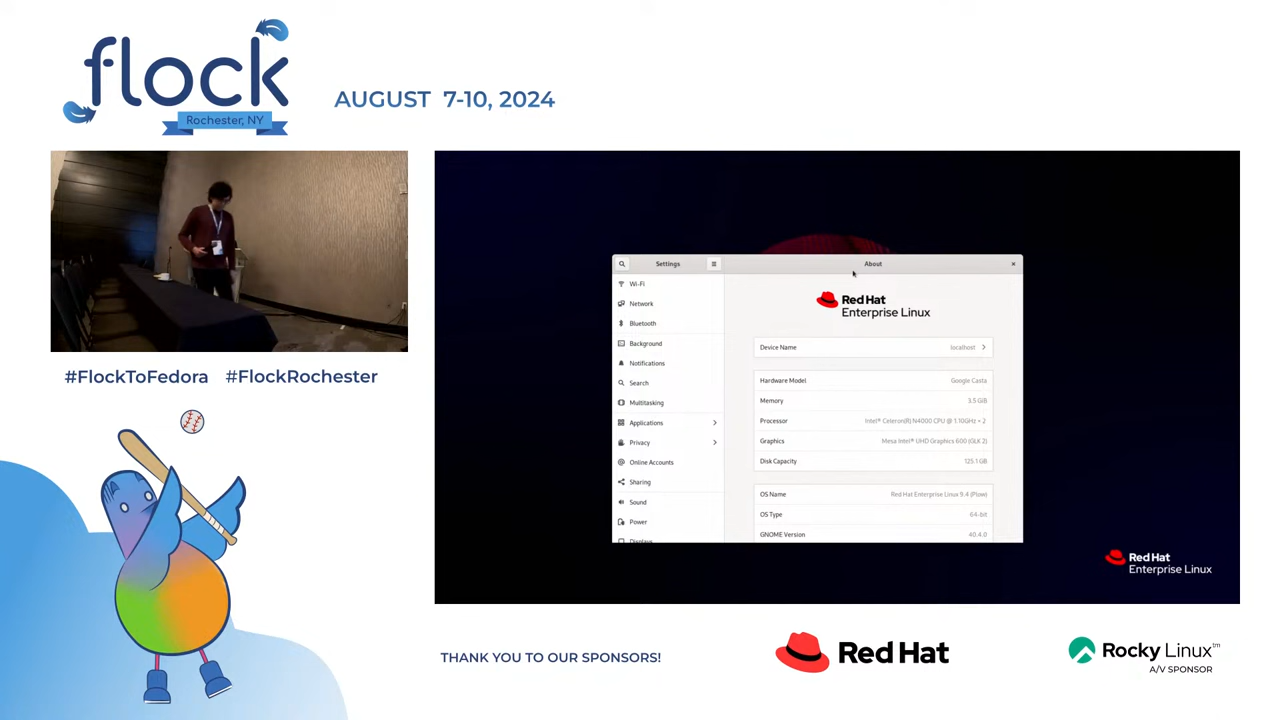 flock
Rochester, NY
AUGUST 7-10, 2024
#FlockToFedora #FlockRochester
Settings
About
Wi-Fi
Network
Bluetooth
Background
Notifications
Search
Multitasking
Applications
Privacy
Online Accounts
Sharing
Sound
Power
Displays
Red Hat
Enterprise Linux
Device Name localhost
Hardware Model Google Casta
Memory 3.5 GiB
Processor Intel® Celeron(R) N4000 CPU @ 1.10GHz × 2
Graphics Mesa Intel® UHD Graphics 600 (GLK 2)
Disk Capacity 125.1 GB
OS Name Red Hat Enterprise Linux 9.4 (Plow)
OS Type 64-bit
GNOME Version 40.4.0
Red Hat
Enterprise Linux
THANK YOU TO OUR SPONSORS!
Red Hat
Rocky Linux™
A/V SPONSOR